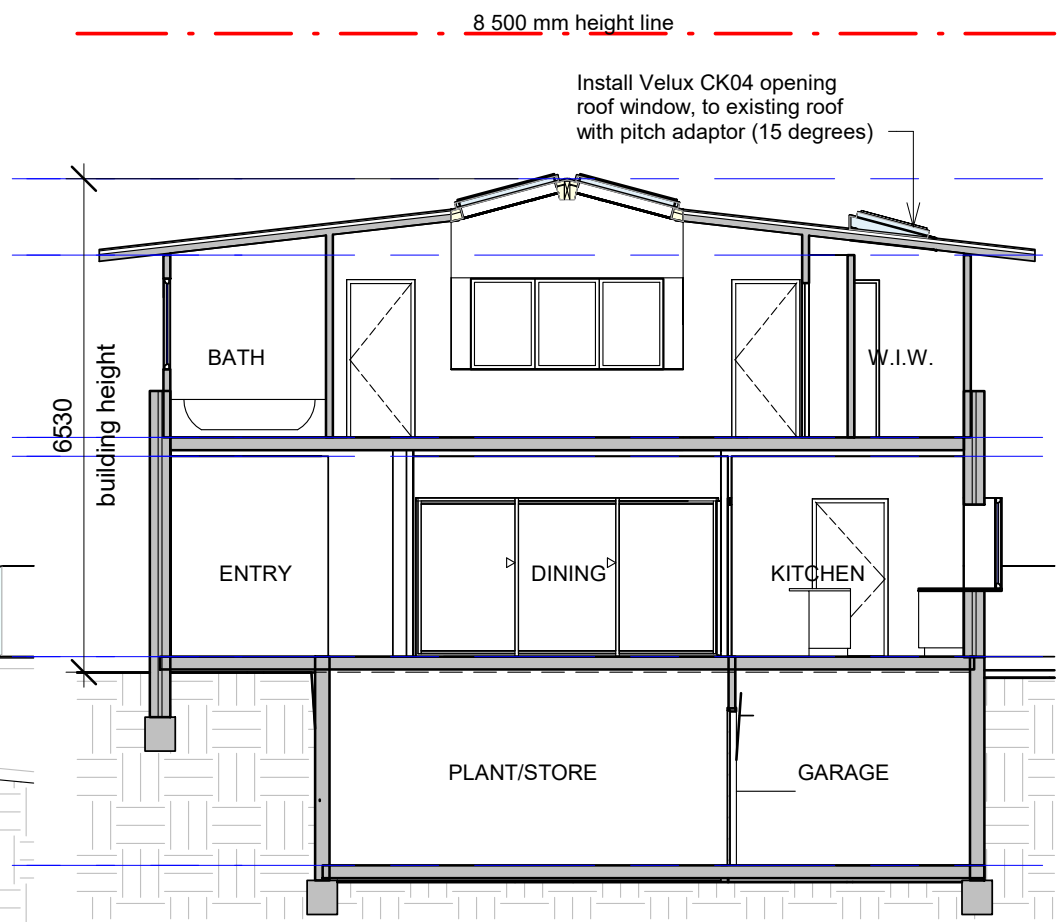 8 500 mm height line
Install Velux CK04 opening
roof window, to existing roof
with pitch adaptor (15 degrees)
BATH
W.I.W.
6530
building height
ENTRY
DINING
KITCHEN
PLANT/STORE
GARAGE